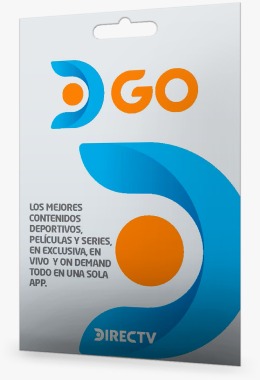 GO
LOS MEJORES
CONTENIDOS
DEPORTIVOS,
PELÍCULAS Y SERIES,
EN EXCLUSIVA, EN
VIVO Y ON DEMAND
TODO EN UNA SOLA
APP.
DIRECTV